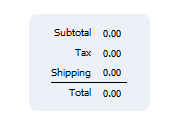 Subtotal 0.00
Tax 0.00
Shipping 0.00
Total 0.00